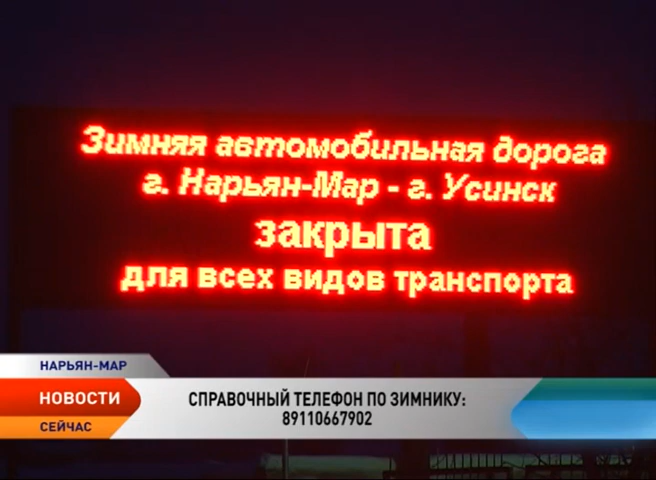 Зимняя автомобильная дорога
г. Нарьян-Мар - г. Усинск
закрыта
для всех видов транспорта
НАРЬЯН-МАР
НОВОСТИ
СЕЙЧАС
СПРАВОЧНЫЙ ТЕЛЕФОН ПО ЗИМНИКУ:
89110667902